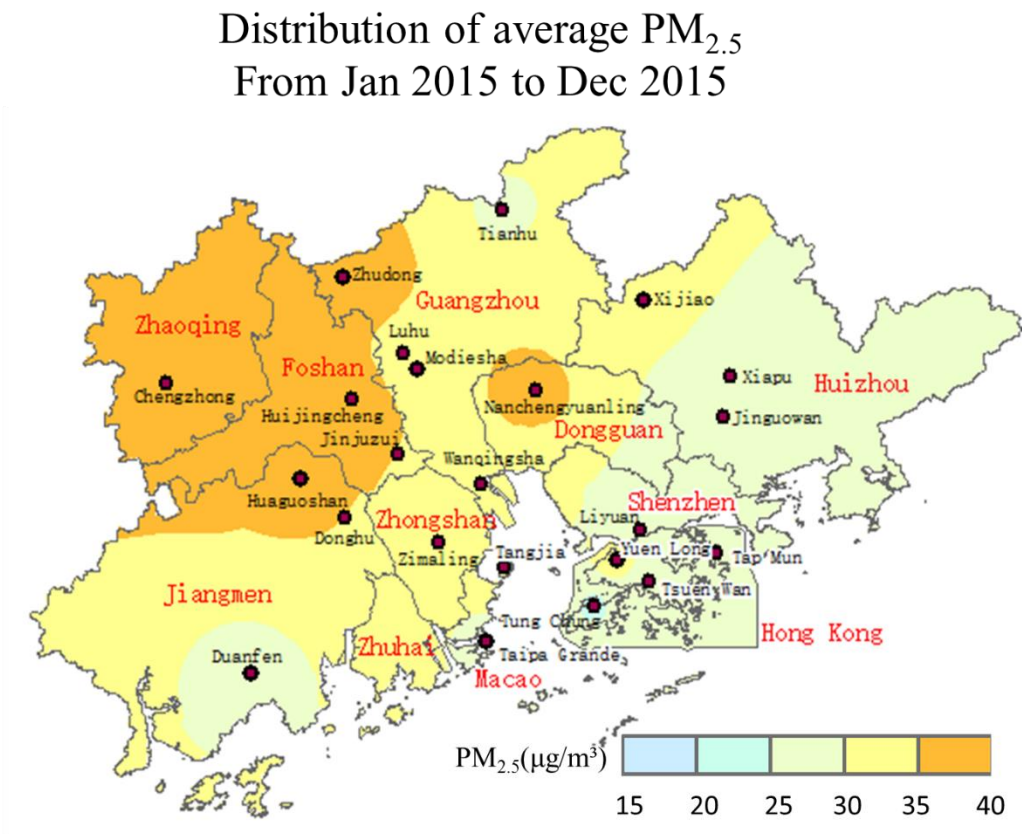 Distribution of average PM2.5
From Jan 2015 to Dec 2015
Tianhu
Zhudong
Guangzhou
Xijiao
Zhaoqing
Luhu
Modiesha
Foshan
Xiapu
Huizhou
Chengzhong
Huijingcheng
Nanchengyuanling
Jinguowan
Dongguan
Jinjuzui
Wanqingsha
Huaguoshan
Shenzhen
Liyuan
Zhongshan
Donghu
Zimaling
Tangjia
Yuen Long
Tap Mun
Tsuen Wan
Jiangmen
Tung Chung
Hong Kong
Zhuhai
Duanfen
Taipa Grande
Macao
PM2.5(μg/m³)
15 20 25 30 35 40